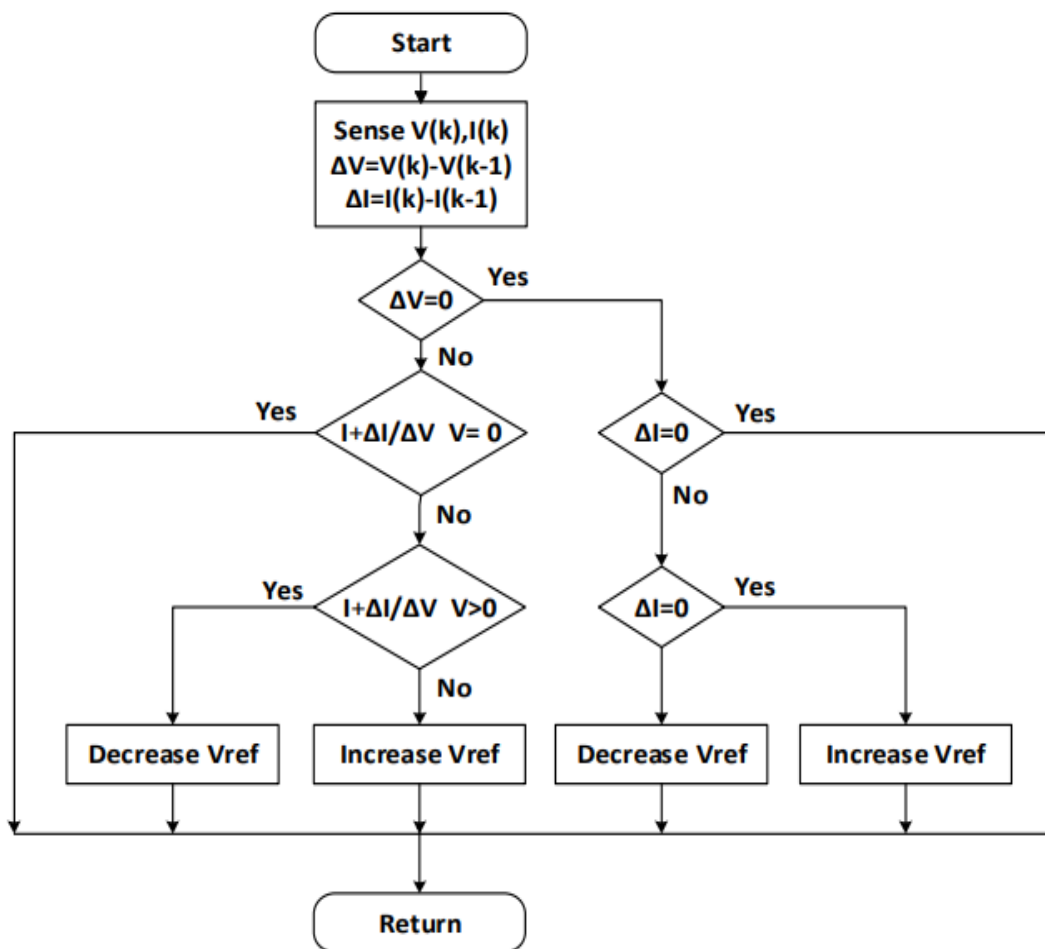 Start
Sense V(k),I(k)
ΔV=V(k)-V(k-1)
ΔI=I(k)-I(k-1)
ΔV=0
Yes
No
Yes
I+ΔI/ΔV V= 0
ΔI=0
Yes
No
No
Yes
I+ΔI/ΔV V>0
ΔI=0
Yes
No
Decrease Vref
Increase Vref
Decrease Vref
Increase Vref
Return